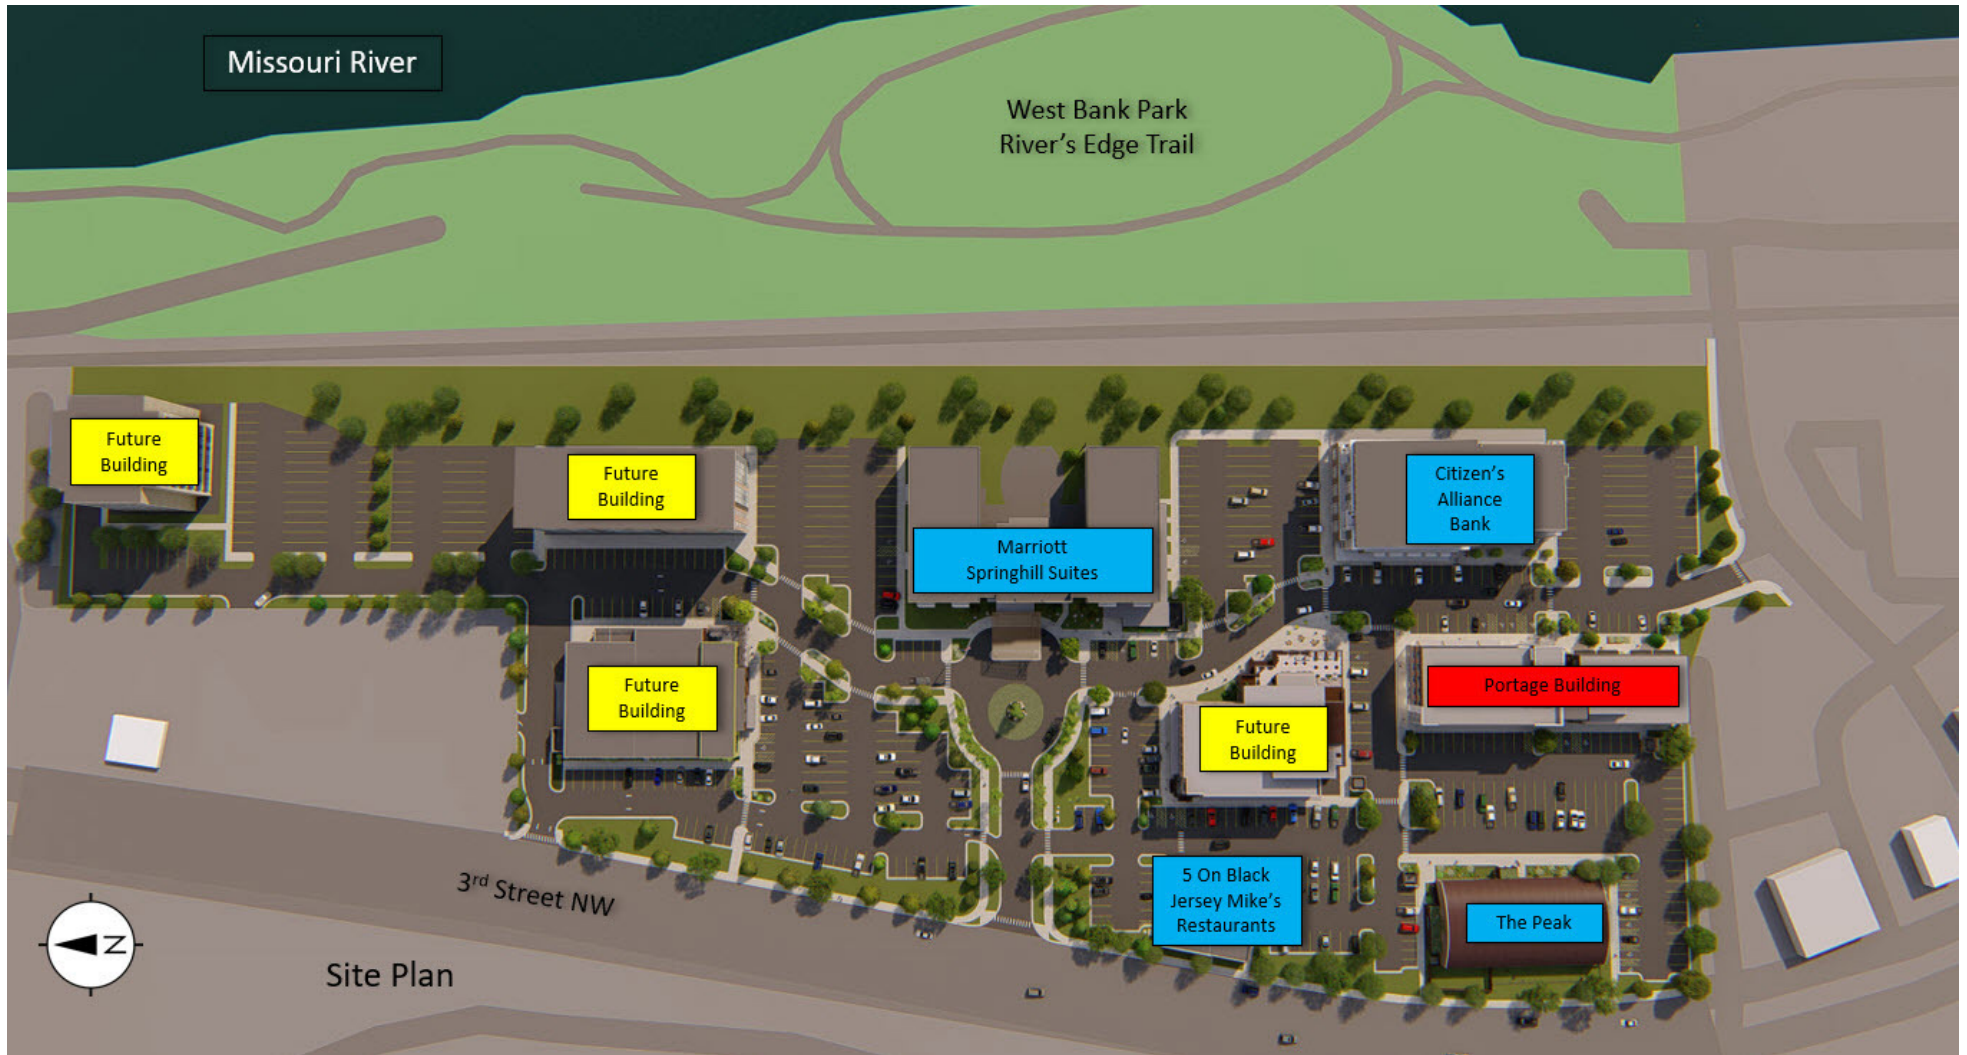 Missouri River
West Bank Park
River's Edge Trail
Future
Building
Future
Building
Marriott
Springhill Suites
Citizen's
Alliance
Bank
Future
Building
Future
Building
Portage Building
5 On Black
Jersey Mike's
Restaurants
The Peak
3rd Street NW
N
Site Plan